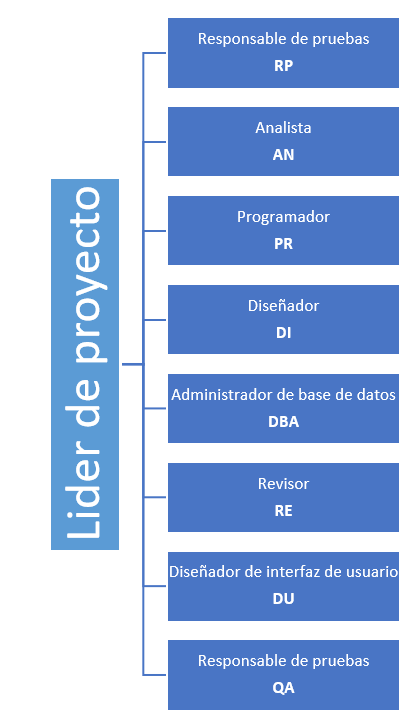 Lider de proyecto
Responsable de pruebas
RP
Analista
AN
Programador
PR
Diseñador
DI
Administrador de base de datos
DBA
Revisor
RE
Diseñador de interfaz de usuario
DU
Responsable de pruebas
QA